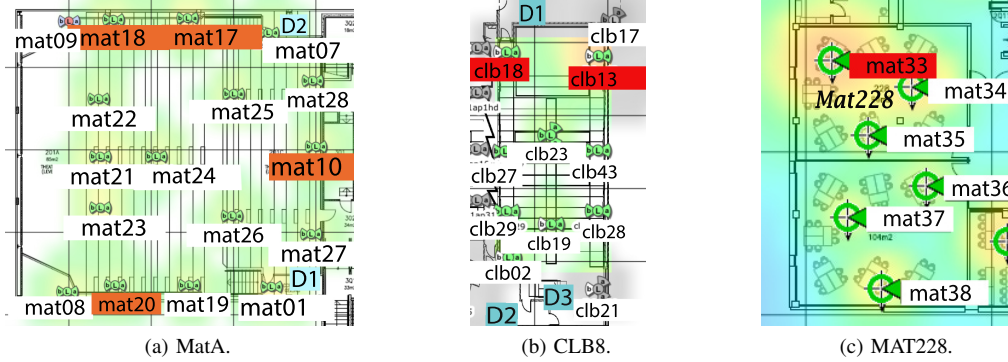 D2
mat09 mat18 mat17
mat07
mat28
mat25
mat22
mat10
mat21 mat24
mat23
mat26
mat27
D1
mat08 mat20 mat19 mat01
(a) MatA.
D1
clb17
clb18
clb13
clb23
clb27 clb43
clb29 clb19 clb28
clb02
D3
D2 clb21
(b) CLB8.
mat33
mat34
Mat228
mat35
mat36
mat37
104m2
mat38
(c) MAT228.